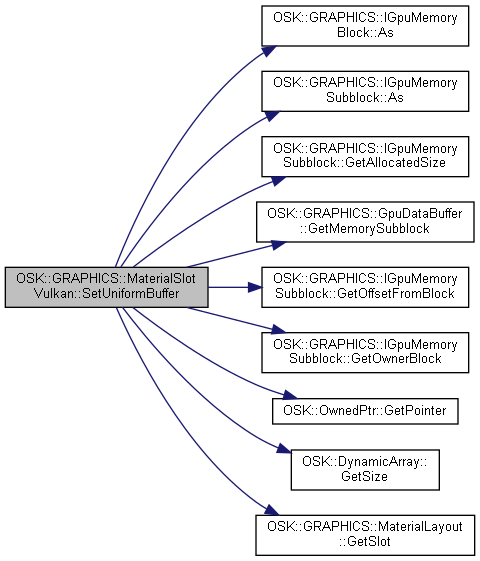 OSK::GRAPHICS::MaterialSlot
Vulkan::SetUniformBuffer
OSK::GRAPHICS::IGpuMemory
Block::As
OSK::GRAPHICS::IGpuMemory
Subblock::As
OSK::GRAPHICS::IGpuMemory
Subblock::GetAllocatedSize
OSK::GRAPHICS::GpuDataBuffer
::GetMemorySubblock
OSK::GRAPHICS::IGpuMemory
Subblock::GetOffsetFromBlock
OSK::GRAPHICS::IGpuMemory
Subblock::GetOwnerBlock
OSK::OwnedPtr::GetPointer
OSK::DynamicArray::
GetSize
OSK::GRAPHICS::MaterialLayout
::GetSlot